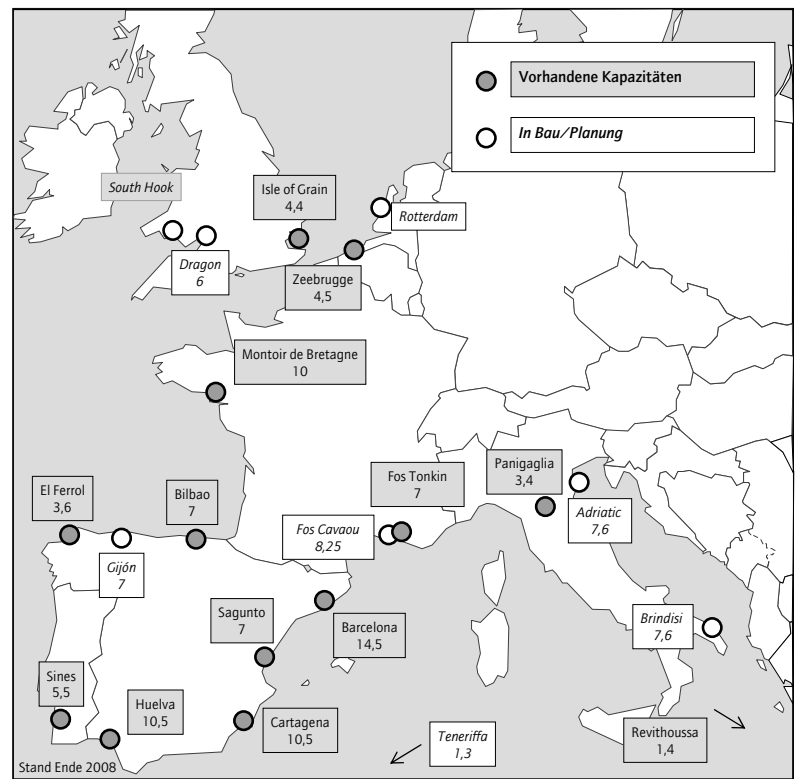 Vorhandene Kapazitäten
In Bau/Planung
South Hook
Isle of Grain
4,4
Rotterdam
Dragon
6
Zeebrugge
4,5
Montoir de Bretagne
10
El Ferrol
3,6
Bilbao
7
Fos Tonkin
7
Panigaglia
3,4
Gijón
7
Fos Cavaou
8,25
Adriatic
7,6
Sagunto
7
Barcelona
14,5
Brindisi
7,6
Sines
5,5
Huelva
10,5
Cartagena
10,5
Teneriffa
1,3
Revithoussa
1,4
Stand Ende 2008